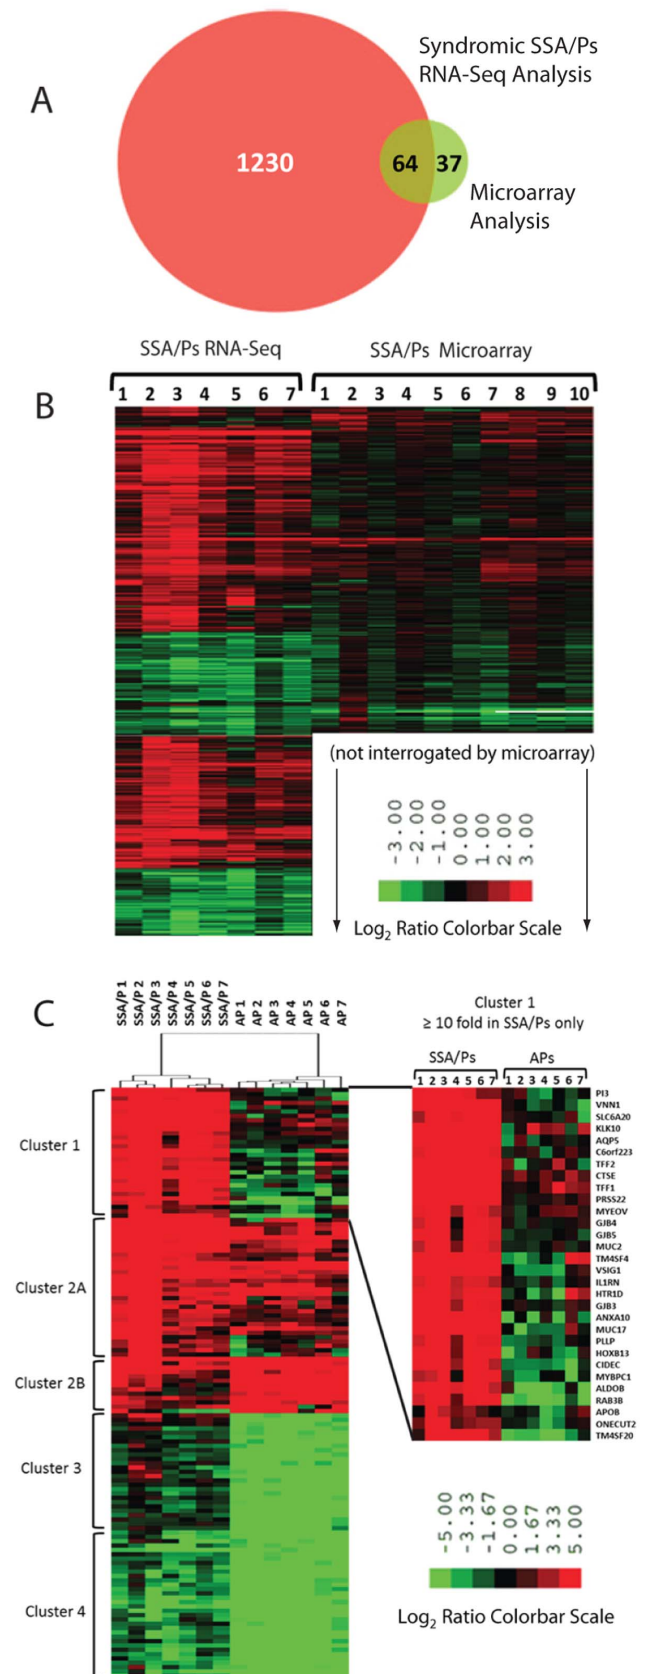 A
Syndromic SSA/Ps
RNA-Seq Analysis
1230
64
37
Microarray
Analysis
B
SSA/Ps RNA-Seq
SSA/Ps Microarray
1 2 3 4 5 6 7
1 2 3 4 5 6 7 8 9 10
(not interrogated by microarray)
-3.00
-2.00
-1.00
0.00
1.00
2.00
3.00
Log2 Ratio Colorbar Scale
C
SSA/P 1
SSA/P 2
SSA/P 3
SSA/P 4
SSA/P 5
SSA/P 6
SSA/P 7
AP 1
AP 2
AP 3
AP 4
AP 5
AP 6
AP 7
Cluster 1
Cluster 2A
Cluster 2B
Cluster 3
Cluster 4
Cluster 1
≥ 10 fold in SSA/Ps only
SSA/Ps
APs
1 2 3 4 5 6 7
1 2 3 4 5 6 7
PI3
VNN1
SLC6A20
KLK10
AQP5
C6orf223
TFF2
CTSE
TFF1
PRSS22
MYEOV
GJB4
GJB5
MUC2
TM4SF4
VSIG1
IL1RN
HTR1D
GJB3
ANXA10
MUC17
PLLP
HOXB13
CIDEC
MYBPC1
ALDOB
RAB3B
APOB
ONECUT2
TM4SF20
-5.00
-3.33
-1.67
0.00
1.67
3.33
5.00
Log2 Ratio Colorbar Scale